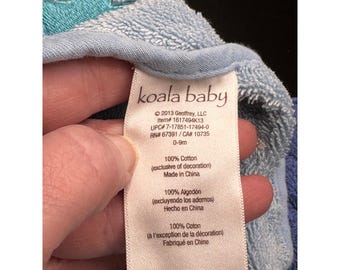 koala baby
© 2013 Geoffrey, LLC
Item# 1617494K13
UPC# 7-17851-17494-0
RN# 67391 / CA# 10735
0-9m
100% Cotton
(exclusive of decoration)
Made in China
100% Algodón
(excluyendo los adornos)
Hecho en China
100% Coton
(à l'exception de la décoration)
Fabriqué en Chine